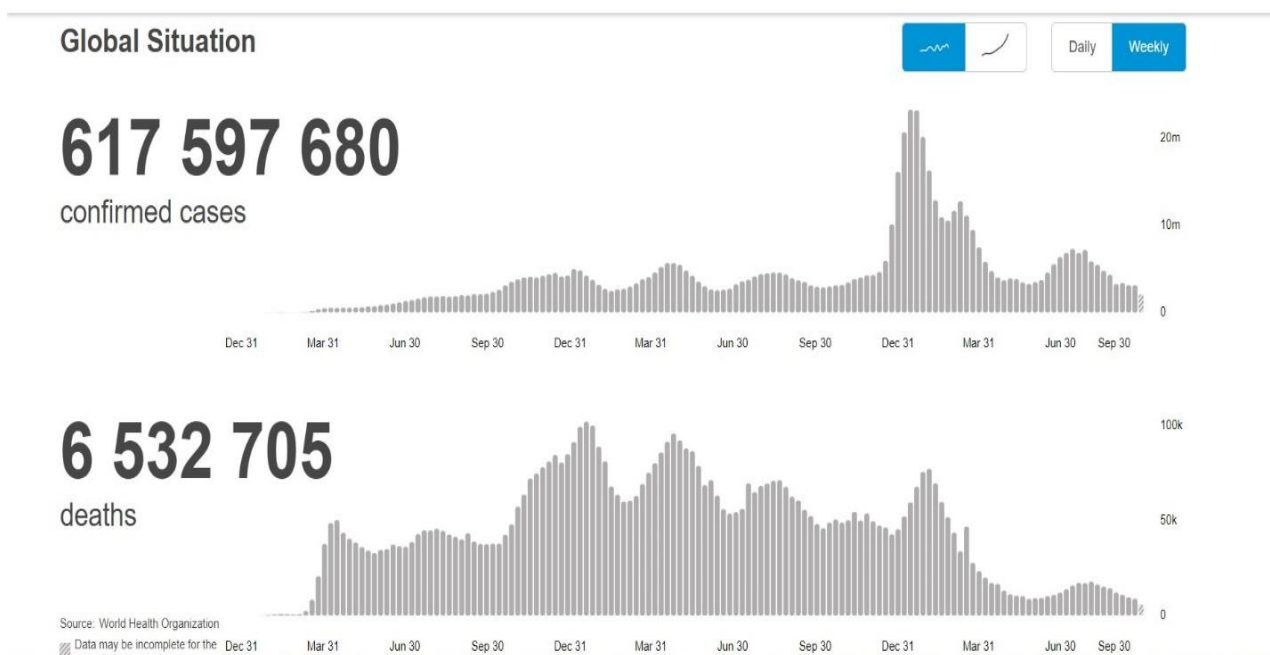 Global Situation
Daily Weekly
617 597 680
confirmed cases
20m
10m
0
Dec 31 Mar 31 Jun 30 Sep 30 Dec 31 Mar 31 Jun 30 Sep 30 Dec 31 Mar 31 Jun 30 Sep 30
6 532 705
deaths
100k
50k
0
Source: World Health Organization
Data may be incomplete for the
Dec 31 Mar 31 Jun 30 Sep 30 Dec 31 Mar 31 Jun 30 Sep 30 Dec 31 Mar 31 Jun 30 Sep 30